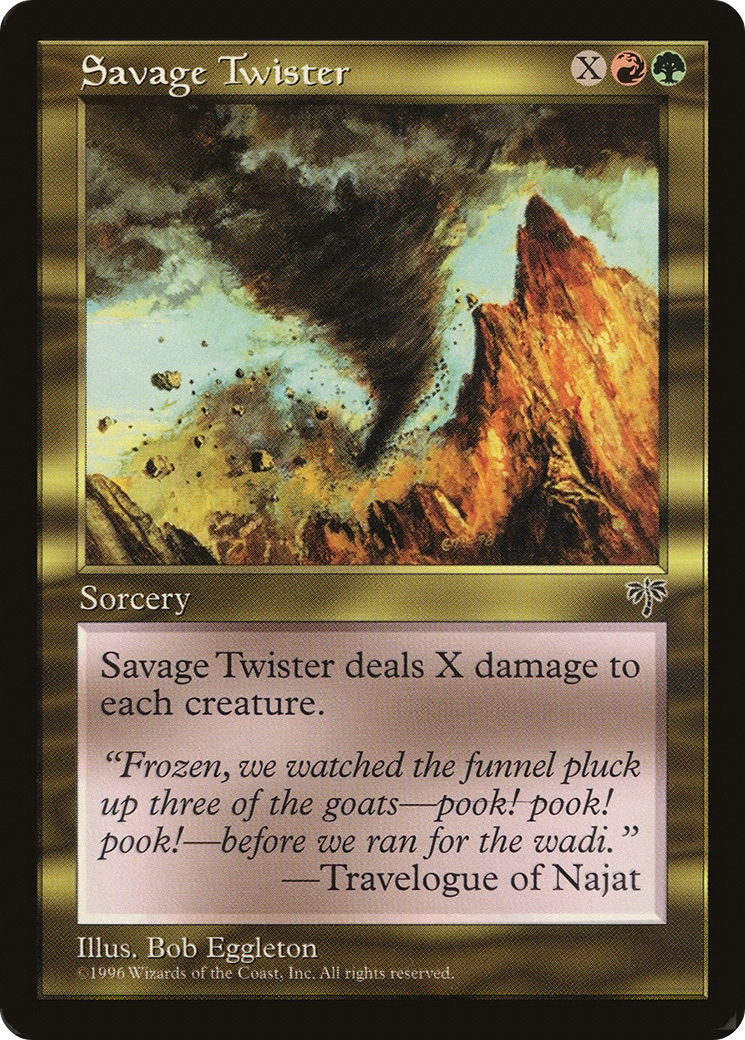 Savage Twister X
Sorcery
Savage Twister deals X damage to
each creature.
“Frozen, we watched the funnel pluck
up three of the goats—pook! pook!
pook!—before we ran for the wadi.”
—Travelogue of Najat
Illus. Bob Eggleton
©1996 Wizards of the Coast, Inc. All rights reserved.